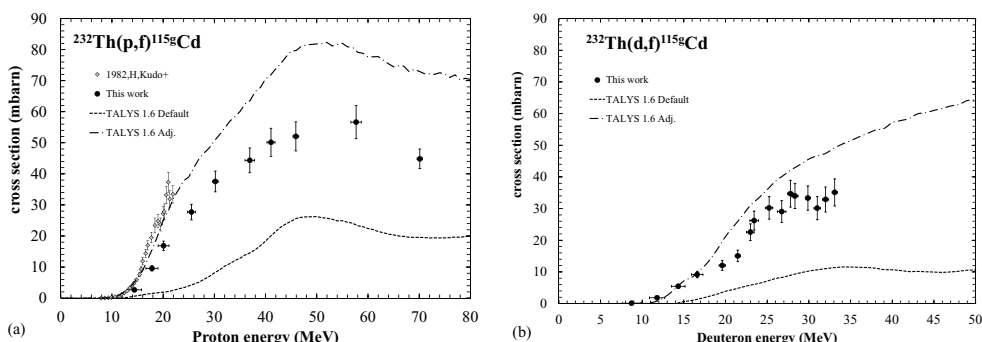 90
80
70
60
50
40
30
20
10
0
cross section (mbarn)
²³²Th(p,f)¹¹⁵ᵍCd
1982,H,Kudo+
This work
TALYS 1.6 Default
TALYS 1.6 Adj.
0 10 20 30 40 50 60 70 80
Proton energy (MeV)
(a)
90
80
70
60
50
40
30
20
10
0
cross section (mbarn)
²³²Th(d,f)¹¹⁵ᵍCd
This work
TALYS 1.6 Default
TALYS 1.6 Adj.
0 5 10 15 20 25 30 35 40 45 50
Deuteron energy (MeV)
(b)